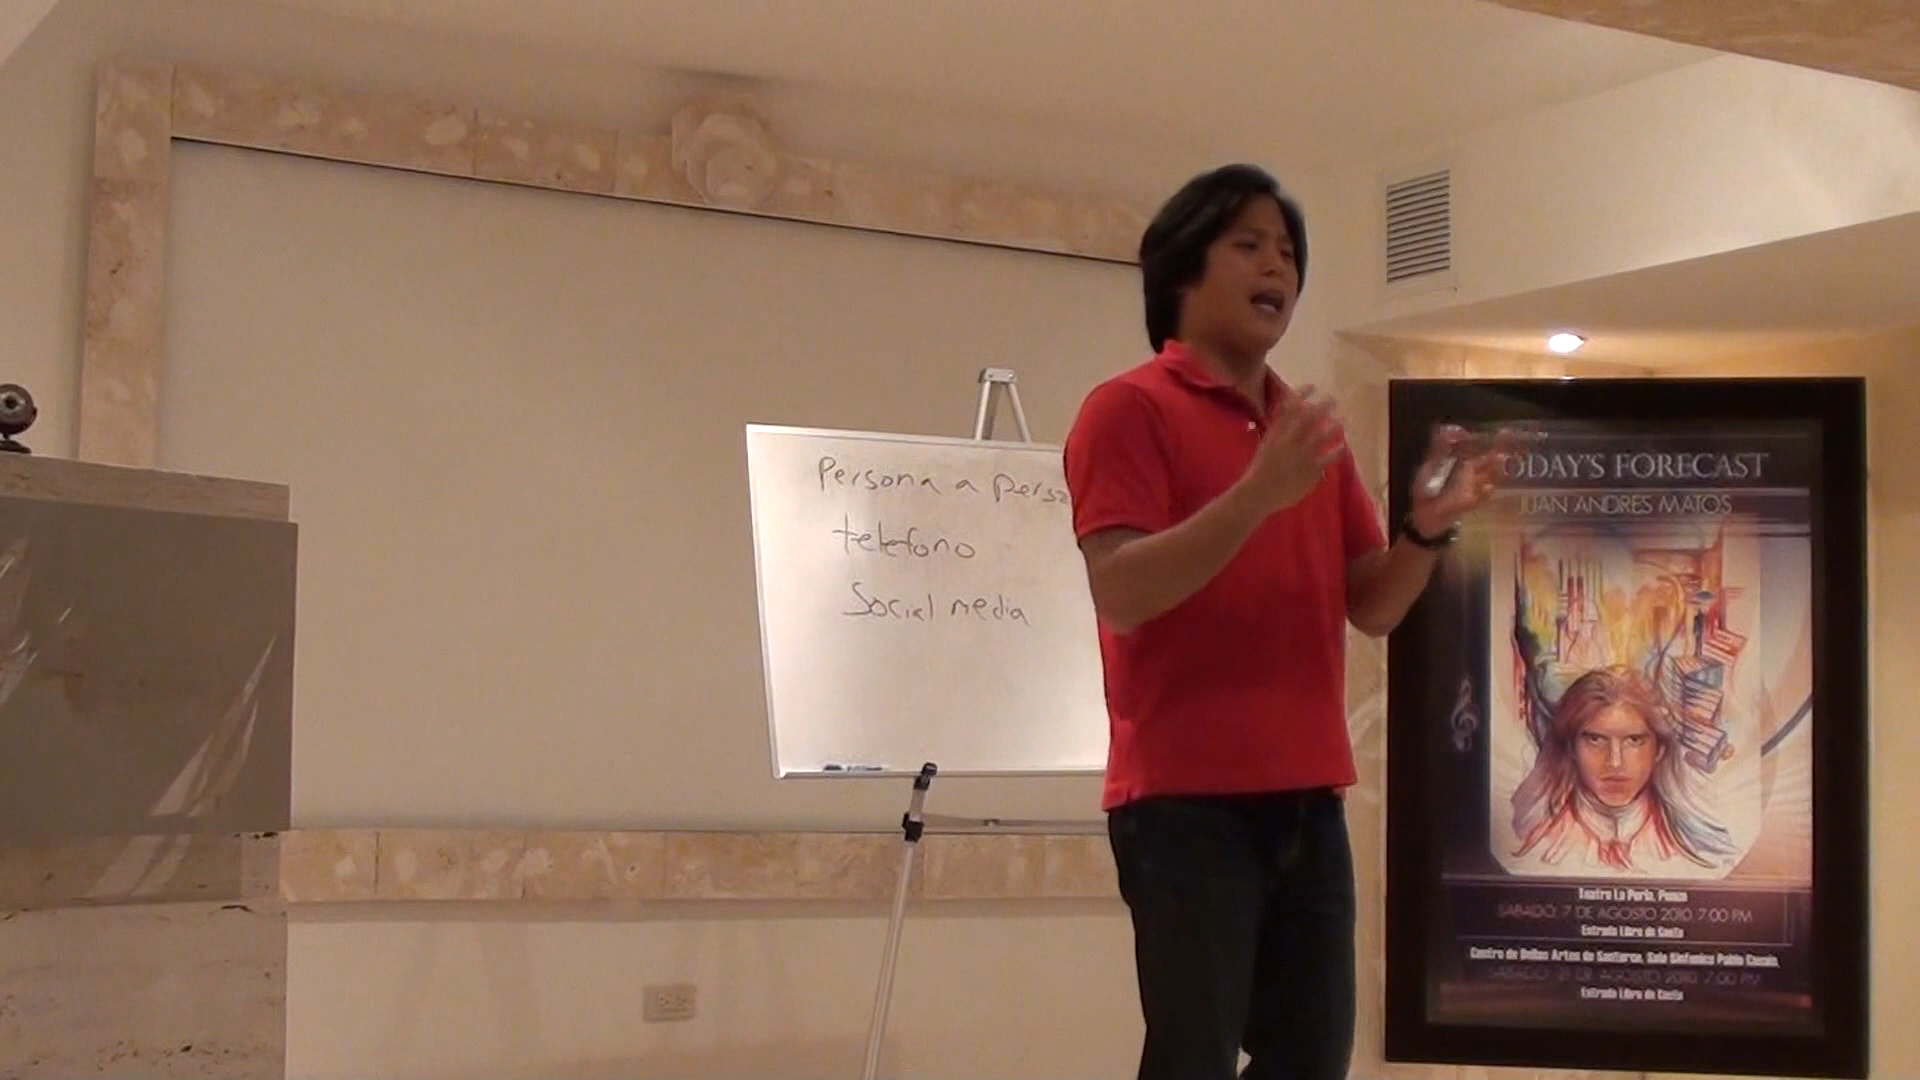 Persona a perso
telefono
Social media
TODAY'S FORECAST
JUAN ANDRES MATOS
Teatro La Perla, Ponce
SABADO, 7 DE AGOSTO 2010 7:00 PM
Entrada Libre de Costo
Centro de Bellas Artes de Santurce, Sala Sinfonica Pablo Casals,
SABADO, 21 DE AGOSTO 2010 7:00 PM
Entrada Libre de Costo